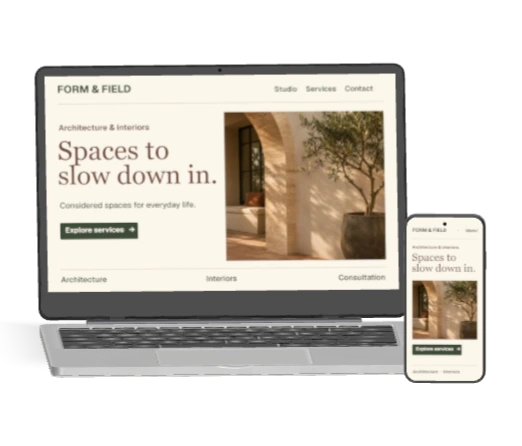 FORM & FIELD
Studio Services Contact
Architecture & Interiors
Spaces to
slow down in.
Considered spaces for everyday life.
Explore services →
Architecture Interiors Consultation
FORM & FIELD Menu
Architecture & Interiors
Spaces to
slow down in.
Explore services →
Architecture · Interiors